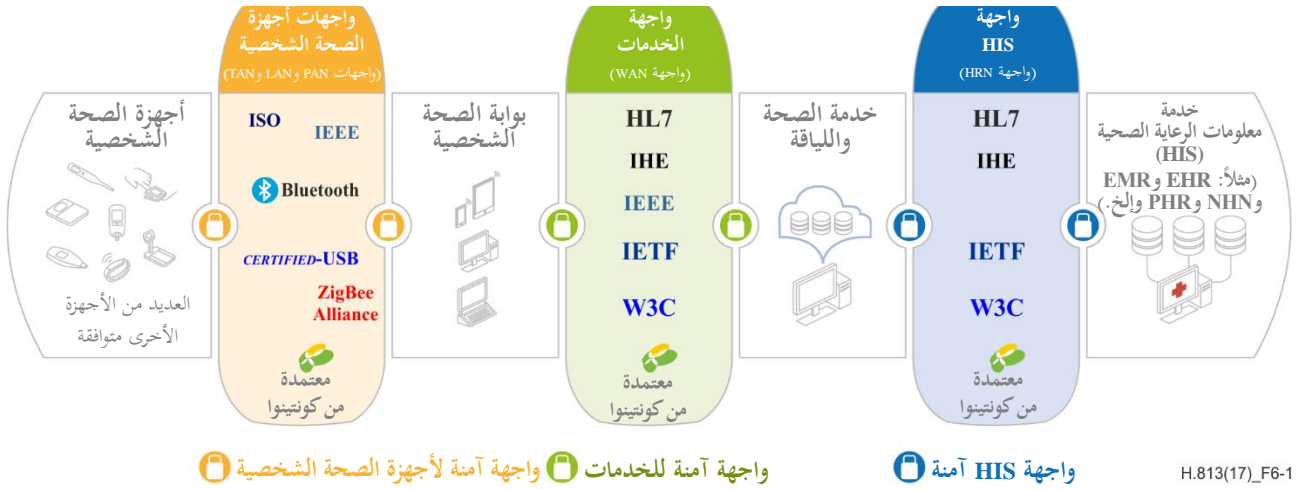 واجهات أجهزة
الصحة الشخصية
(واجهات PAN وLAN وTAN)
واجهة
الخدمات
(واجهة WAN)
واجهة
HIS
(واجهة HRN)
أجهزة الصحة
الشخصية
العديد من الأجهزة
الأخرى متوافقة
ISO
IEEE
Bluetooth
CERTIFIED-USB
ZigBee
Alliance
معتمدة
من كونتينوا
بوابة الصحة
الشخصية
HL7
IHE
IEEE
IETF
W3C
معتمدة
من كونتينوا
خدمة الصحة
واللياقة
HL7
IHE
IETF
W3C
معتمدة
من كونتينوا
خدمة
معلومات الرعاية الصحية
(HIS)
(مثلاً: EHR وEMR
وNHN وPHR وإلخ.)
واجهة آمنة لأجهزة الصحة الشخصية
واجهة آمنة للخدمات
واجهة HIS آمنة
H.813(17)_F6-1